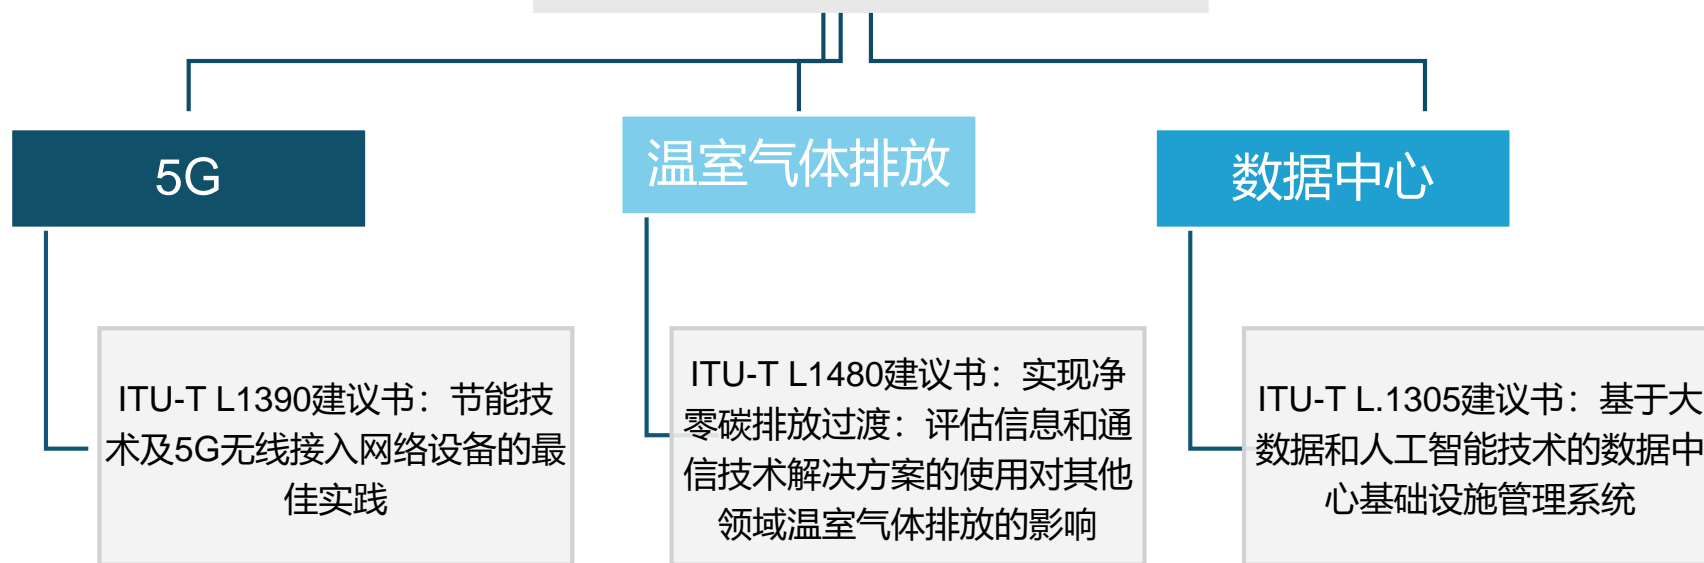 5G
温室气体排放
数据中心
ITU-T L1390建议书：节能技
术及5G无线接入网络设备的最
佳实践
ITU-T L1480建议书：实现净
零碳排放过渡：评估信息和通
信技术解决方案的使用对其他
领域温室气体排放的影响
ITU-T L.1305建议书：基于大
数据和人工智能技术的数据中
心基础设施管理系统